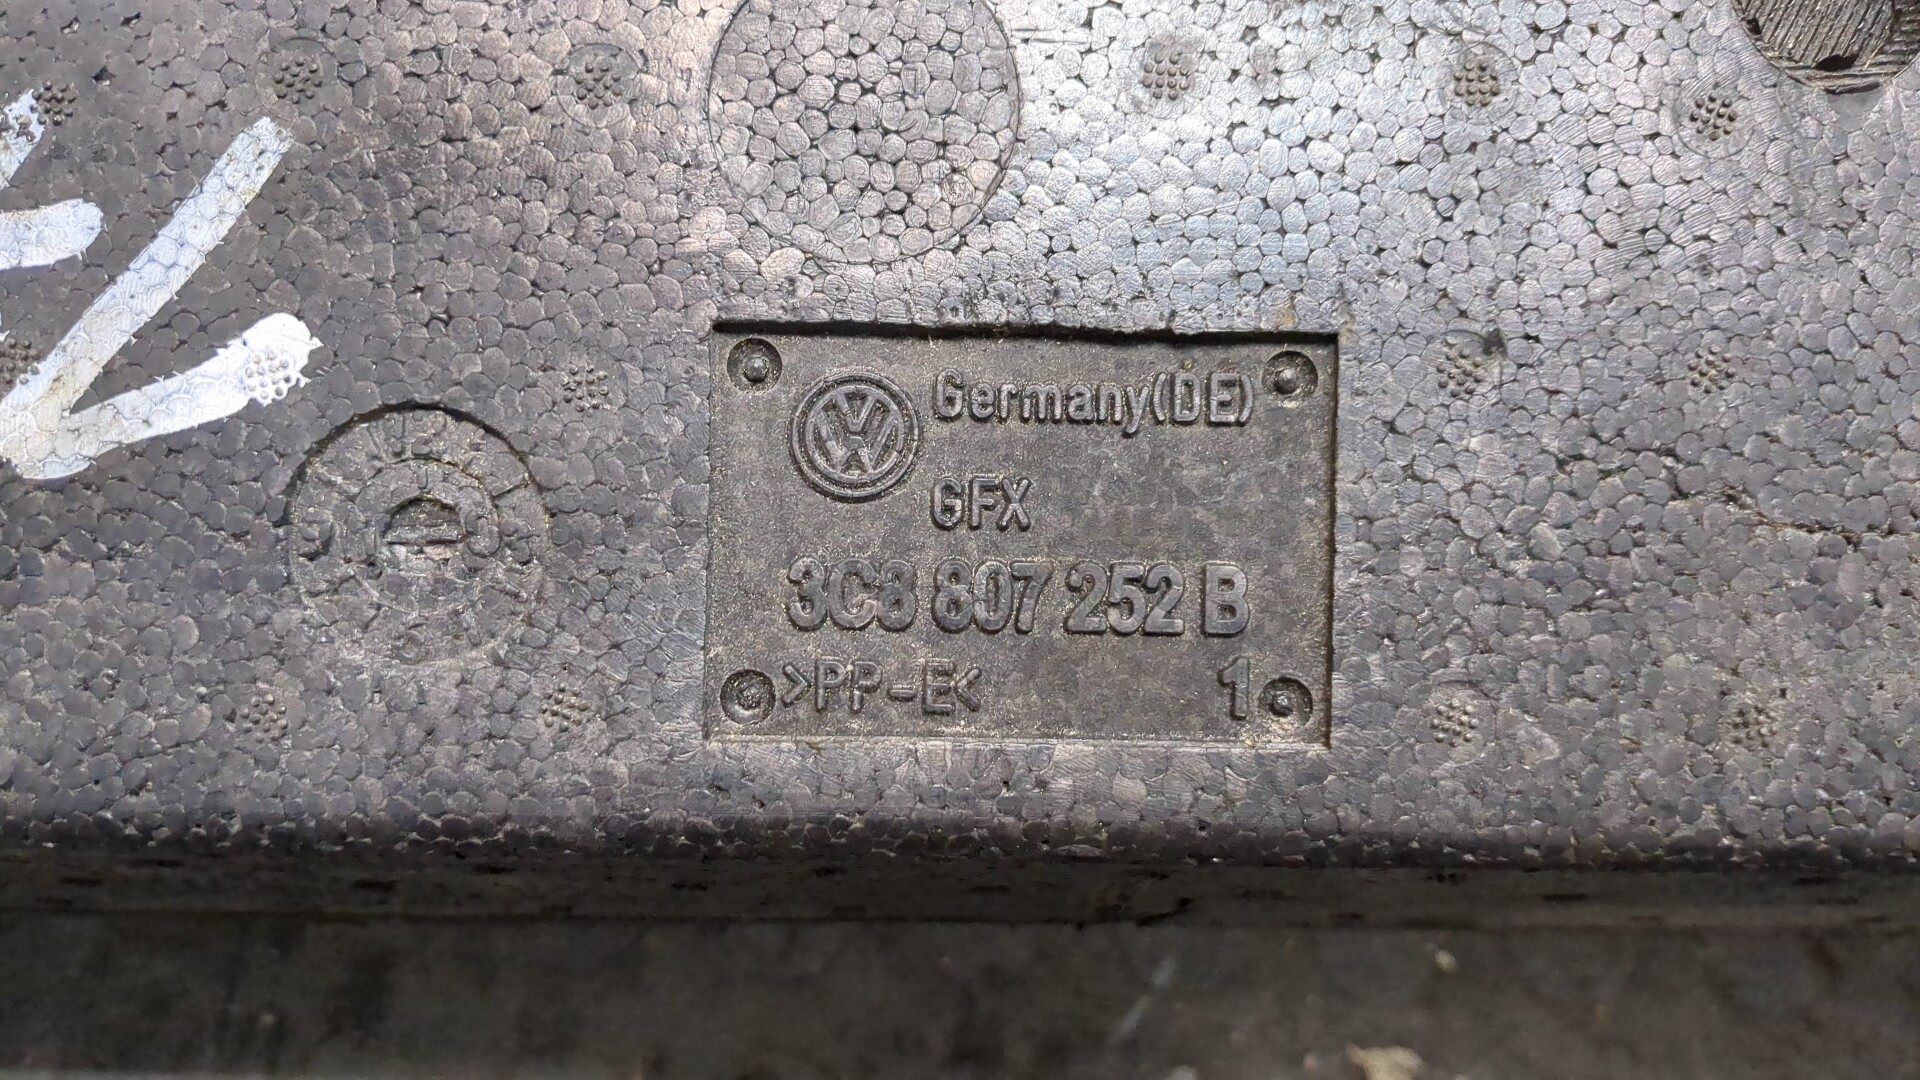 Germany(DE)
GFX
3C8 807 252 B
>PP-E< 1